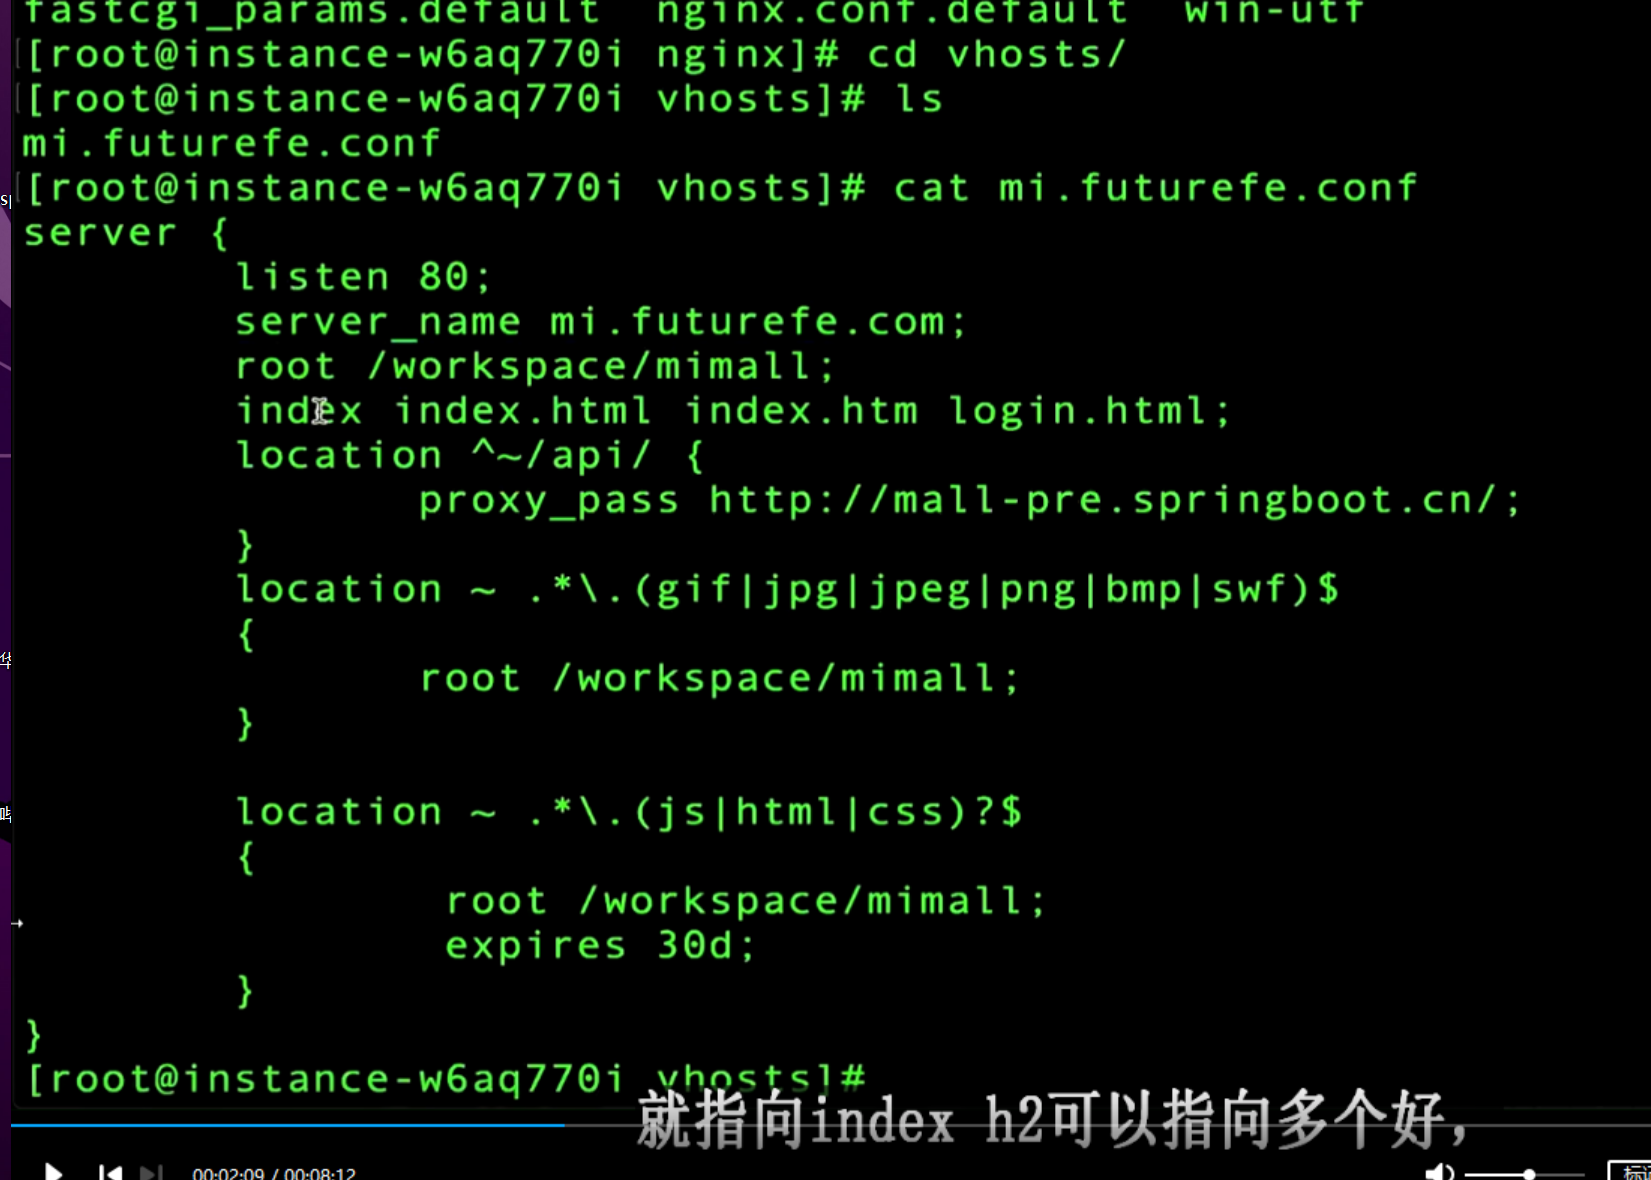 fastcgi_params.default  nginx.conf.default  win-utf
[root@instance-w6aq770i nginx]# cd vhosts/
[root@instance-w6aq770i vhosts]# ls
mi.futurefe.conf
[root@instance-w6aq770i vhosts]# cat mi.futurefe.conf
server {
        listen 80;
        server_name mi.futurefe.com;
        root /workspace/mimall;
        index index.html index.htm login.html;
        location ^~/api/ {
               proxy_pass http://mall-pre.springboot.cn/;
        }
        location ~ .*\.(gif|jpg|jpeg|png|bmp|swf)$
        {
               root /workspace/mimall;
        }
        location ~ .*\.(js|html|css)?$
        {
                root /workspace/mimall;
                expires 30d;
        }
}
[root@instance-w6aq770i vhosts]#
就指向index h2可以指向多个好，
00:02:09 / 00:08:12